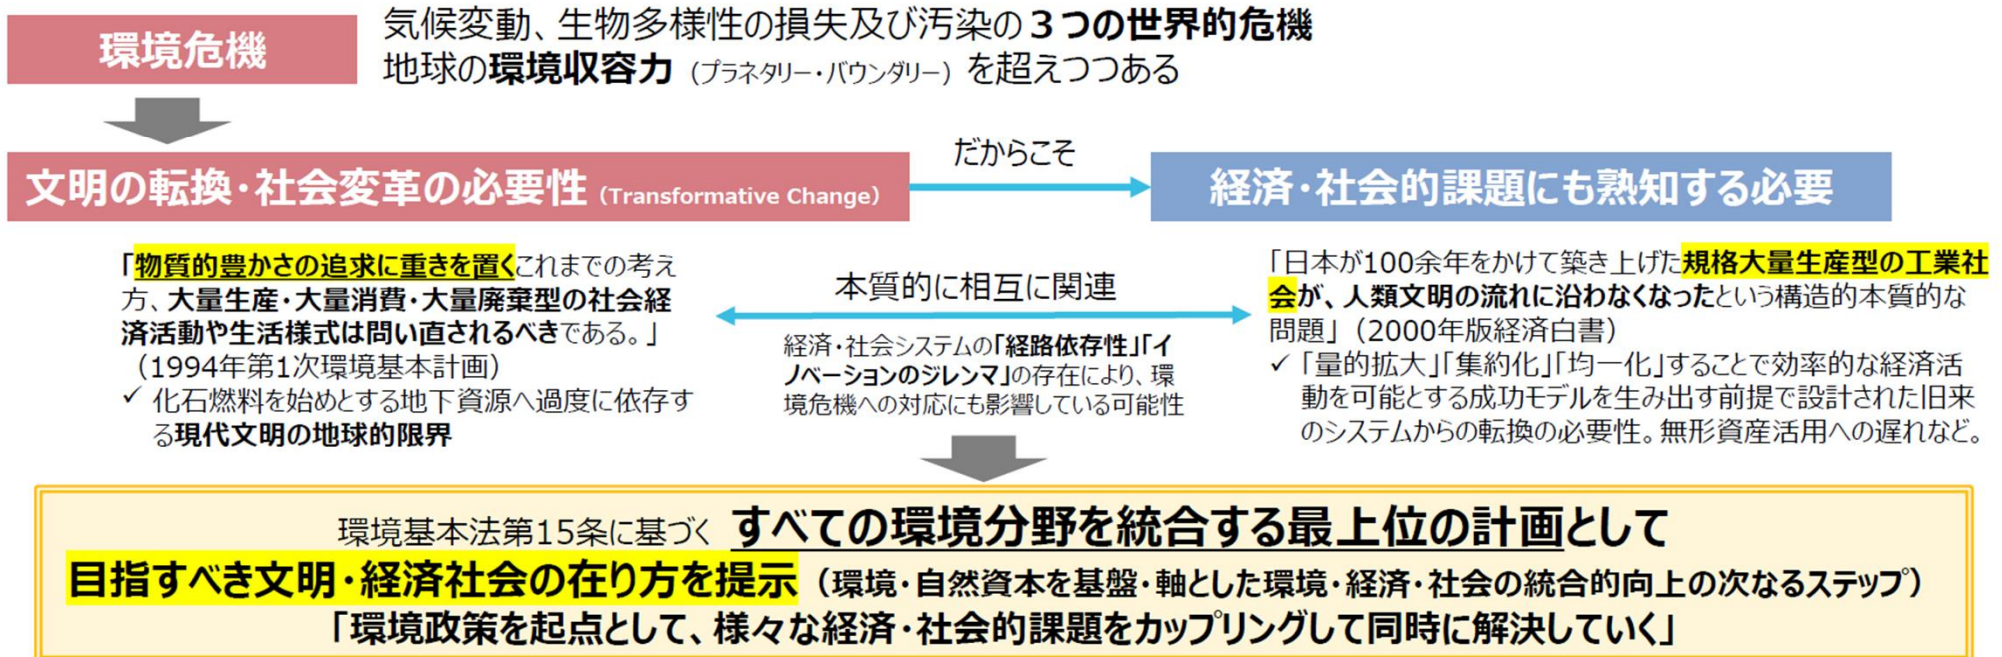 環境危機
気候変動、生物多様性の損失及び汚染の３つの世界的危機
地球の環境収容力（プラネタリー・バウンダリー）を超えつつある
文明の転換・社会変革の必要性（Transformative Change）
だからこそ
経済・社会的課題にも熟知する必要
「物質的豊かさの追求に重きを置くこれまでの考え
方、大量生産・大量消費・大量廃棄型の社会経
済活動や生活様式は問い直されるべきである。」
（1994年第1次環境基本計画）
✓ 化石燃料を始めとする地下資源へ過度に依存す
る現代文明の地球的限界
本質的に相互に関連
経済・社会システムの「経路依存性」「イ
ノベーションのジレンマ」の存在により、環
境危機への対応にも影響している可能性
「日本が100余年をかけて築き上げた規格大量生産型の工業社
会が、人類文明の流れに沿わなくなったという構造的本質的な
問題」（2000年版経済白書）
✓ 「量的拡大」「集約化」「均一化」することで効率的な経済活
動を可能とする成功モデルを生み出す前提で設計された旧来
のシステムからの転換の必要性。無形資産活用への遅れなど。
環境基本法第15条に基づく すべての環境分野を統合する最上位の計画として
目指すべき文明・経済社会の在り方を提示（環境・自然資本を基盤・軸とした環境・経済・社会の統合的向上の次なるステップ）
「環境政策を起点として、様々な経済・社会的課題をカップリングして同時に解決していく」